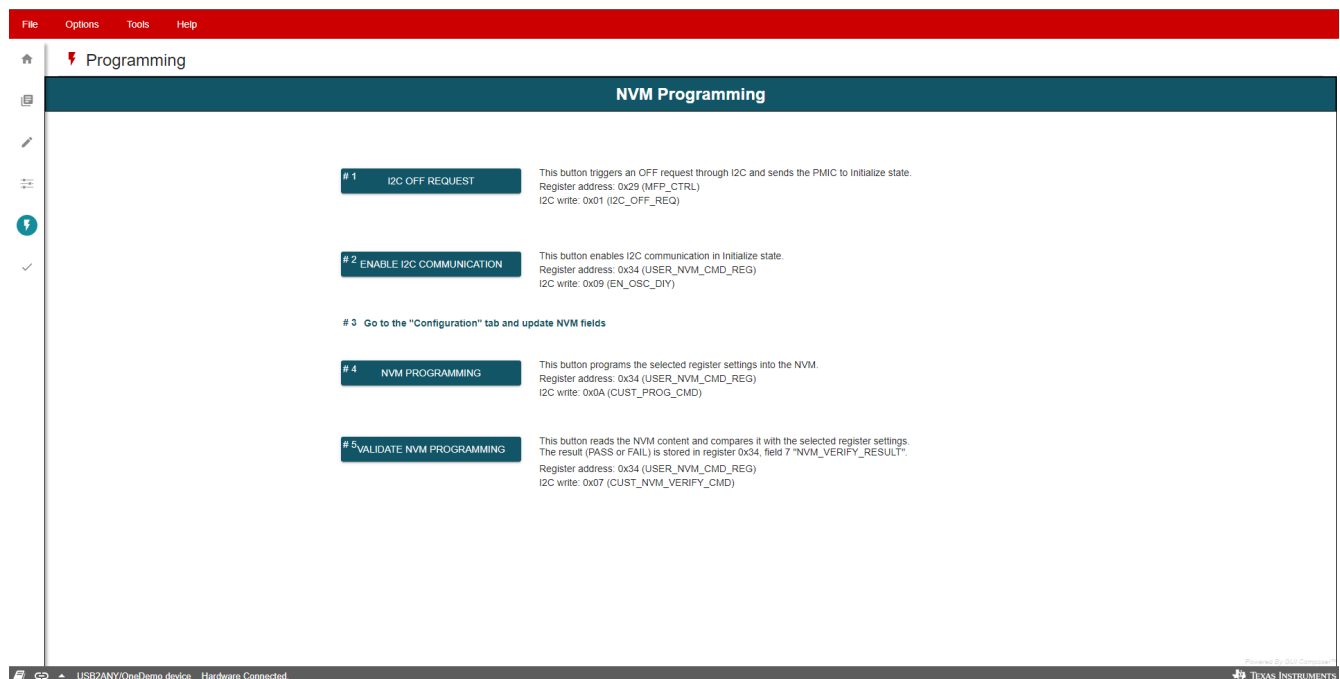 File Options Tools Help
Programming
NVM Programming
# 1 I2C OFF REQUEST
This button triggers an OFF request through I2C and sends the PMIC to Initialize state.
Register address: 0x29 (MFP_CTRL)
I2C write: 0x01 (I2C_OFF_REQ)
# 2 ENABLE I2C COMMUNICATION
This button enables I2C communication in Initialize state.
Register address: 0x34 (USER_NVM_CMD_REG)
I2C write: 0x09 (EN_OSC_DIY)
# 3 Go to the "Configuration" tab and update NVM fields
# 4 NVM PROGRAMMING
This button programs the selected register settings into the NVM.
Register address: 0x34 (USER_NVM_CMD_REG)
I2C write: 0x0A (CUST_PROG_CMD)
# 5 VALIDATE NVM PROGRAMMING
This button reads the NVM content and compares it with the selected register settings.
The result (PASS or FAIL) is stored in register 0x34, field 7 "NVM_VERIFY_RESULT".
Register address: 0x34 (USER_NVM_CMD_REG)
I2C write: 0x07 (CUST_NVM_VERIFY_CMD)
Powered By GUI Composer™
USB2ANY/OneDemo device Hardware Connected
TEXAS INSTRUMENTS